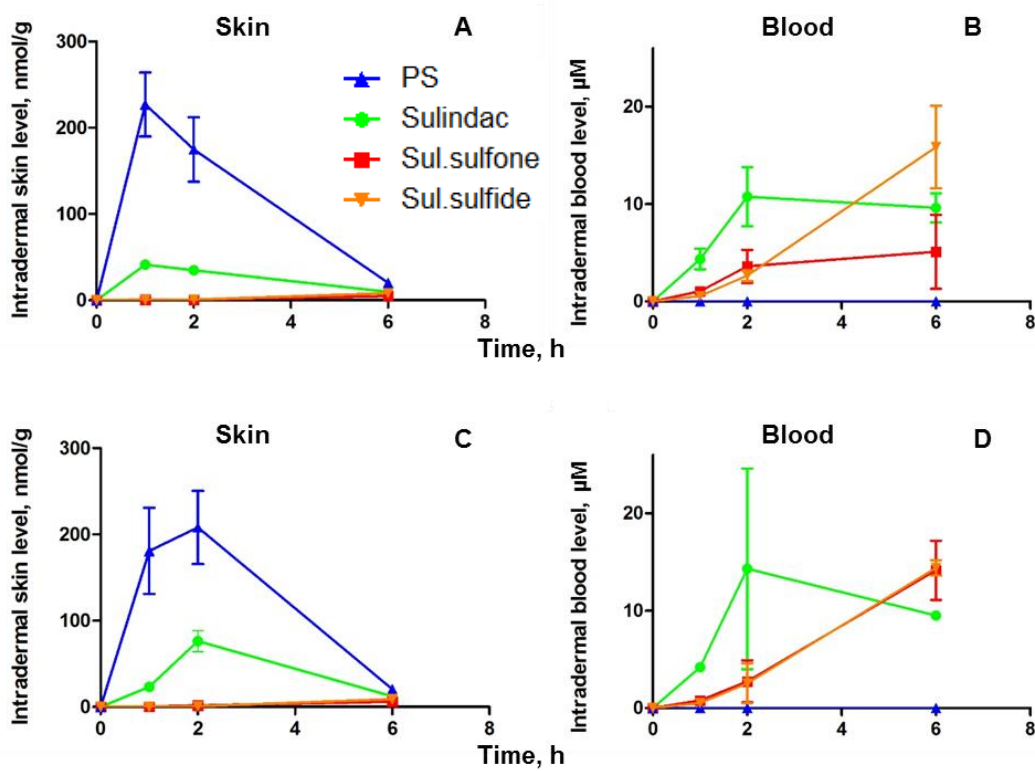 Skin A
Intradermal skin level, nmol/g
300
200
100
0
0 2 4 6 8
PS
Sulindac
Sul.sulfone
Sul.sulfide
Blood B
Intradermal blood level, µM
20
10
0
0 2 4 6 8
Time, h
Skin C
Intradermal skin level, nmol/g
300
200
100
0
0 2 4 6 8
Blood D
Intradermal blood level, µM
20
10
0
0 2 4 6 8
Time, h